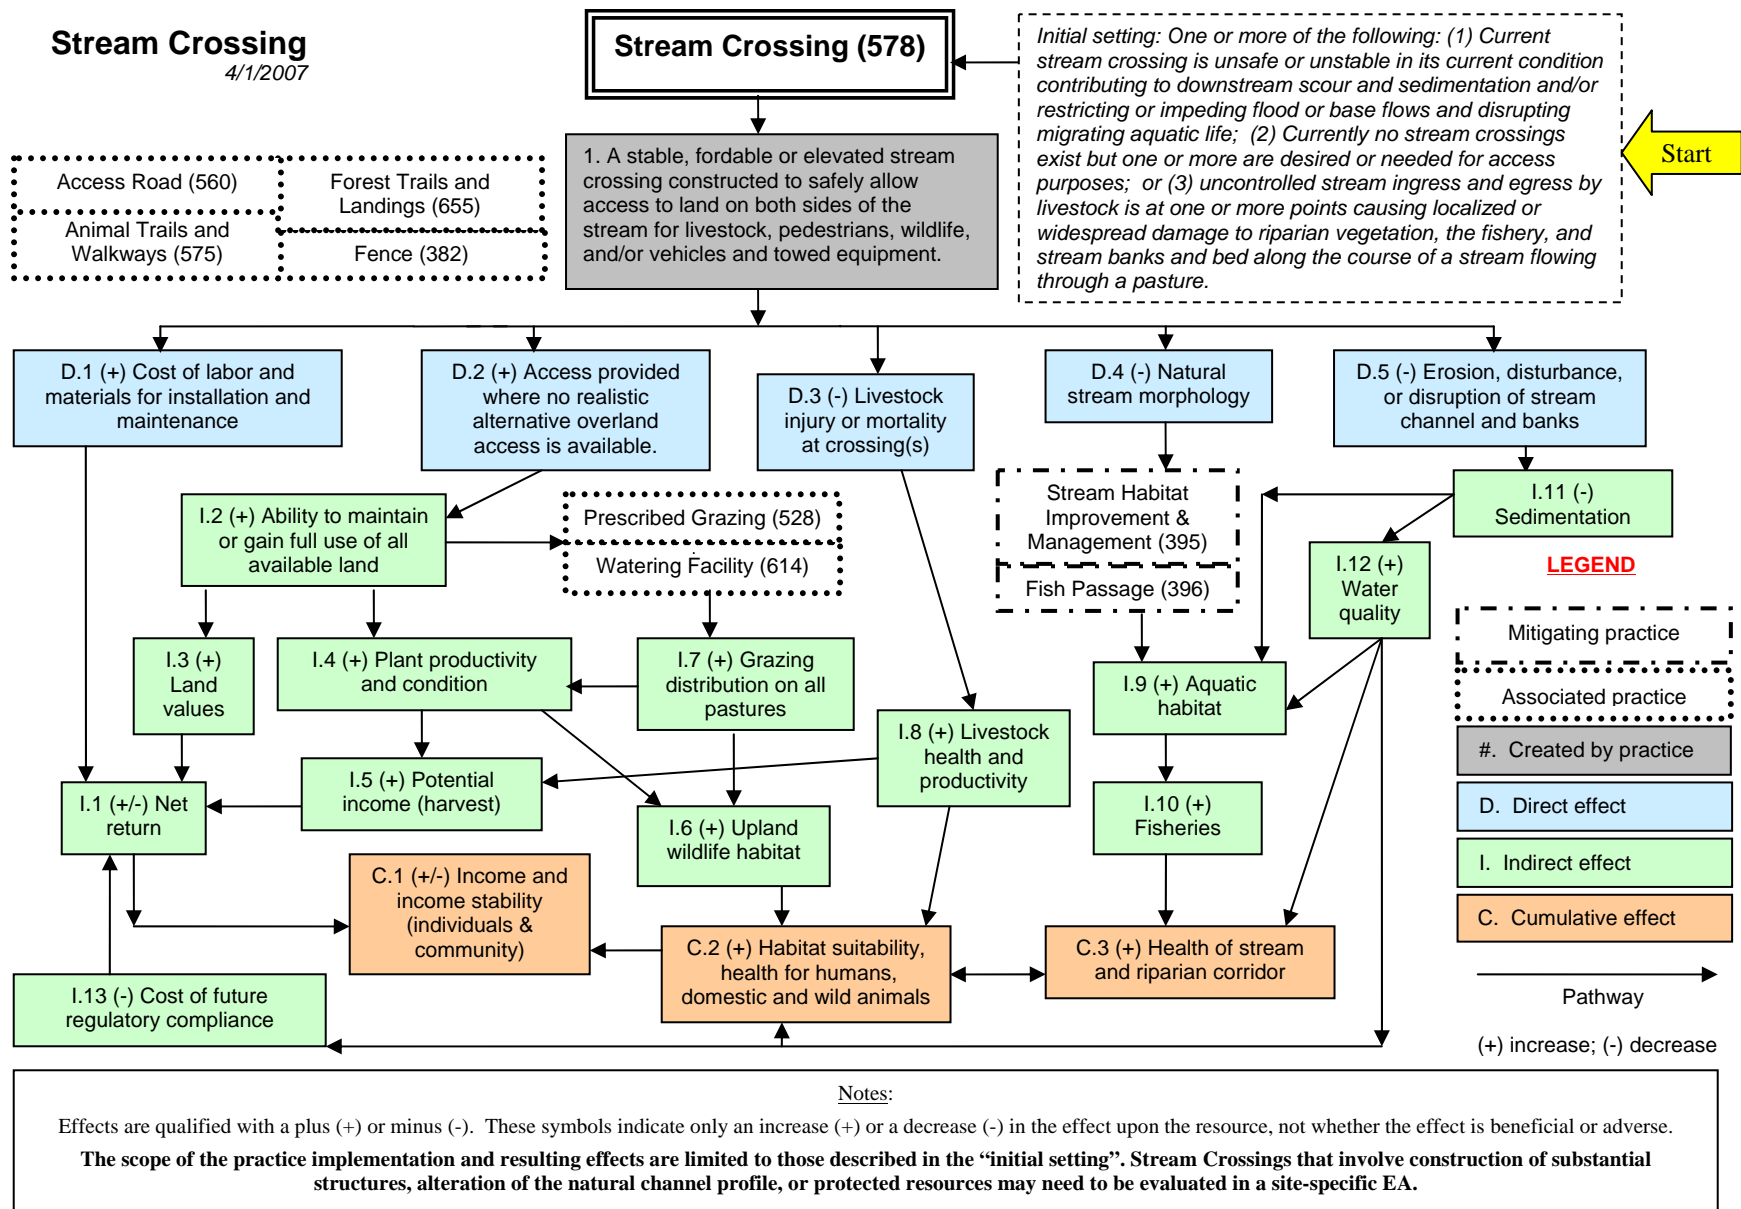 Stream Crossing
4/1/2007
Stream Crossing (578)
Initial setting: One or more of the following: (1) Current
stream crossing is unsafe or unstable in its current condition
contributing to downstream scour and sedimentation and/or
restricting or impeding flood or base flows and disrupting
migrating aquatic life;  (2) Currently no stream crossings
exist but one or more are desired or needed for access
purposes;  or (3) uncontrolled stream ingress and egress by
livestock is at one or more points causing localized or
widespread damage to riparian vegetation, the fishery, and
stream banks and bed along the course of a stream flowing
through a pasture.
Start
Access Road (560)
Forest Trails and
Landings (655)
Animal Trails and
Walkways (575)
Fence (382)
1. A stable, fordable or elevated stream
crossing constructed to safely allow
access to land on both sides of the
stream for livestock, pedestrians, wildlife,
and/or vehicles and towed equipment.
D.1 (+) Cost of labor and
materials for installation and
maintenance
D.2 (+) Access provided
where no realistic
alternative overland
access is available.
D.3 (-) Livestock
injury or mortality
at crossing(s)
D.4 (-) Natural
stream morphology
D.5 (-) Erosion, disturbance,
or disruption of stream
channel and banks
I.2 (+) Ability to maintain
or gain full use of all
available land
Prescribed Grazing (528)
Watering Facility (614)
Stream Habitat
Improvement &
Management (395)
Fish Passage (396)
I.11 (-)
Sedimentation
I.12 (+)
Water
quality
LEGEND
Mitigating practice
Associated practice
#.  Created by practice
D.  Direct effect
I.  Indirect effect
C.  Cumulative effect
Pathway
(+) increase; (-) decrease
I.3 (+)
Land
values
I.4 (+) Plant productivity
and condition
I.7 (+) Grazing
distribution on all
pastures
I.9 (+) Aquatic
habitat
I.8 (+) Livestock
health and
productivity
I.1 (+/-) Net
return
I.5 (+) Potential
income (harvest)
I.6 (+) Upland
wildlife habitat
I.10 (+)
Fisheries
C.1 (+/-) Income and
income stability
(individuals &
community)
C.2 (+) Habitat suitability,
health for humans,
domestic and wild animals
C.3 (+) Health of stream
and riparian corridor
I.13 (-) Cost of future
regulatory compliance
Notes:
Effects are qualified with a plus (+) or minus (-).  These symbols indicate only an increase (+) or a decrease (-) in the effect upon the resource, not whether the effect is beneficial or adverse.
The scope of the practice implementation and resulting effects are limited to those described in the “initial setting”. Stream Crossings that involve construction of substantial
structures, alteration of the natural channel profile, or protected resources may need to be evaluated in a site-specific EA.